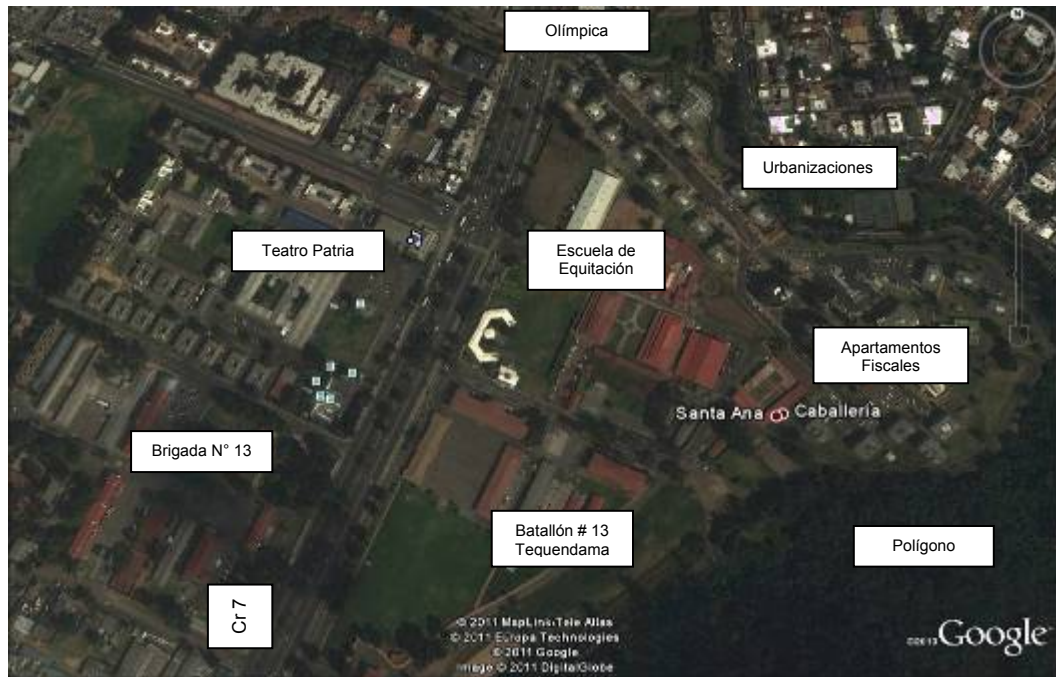 Olímpica
Urbanizaciones
Teatro Patria
Escuela de
Equitación
Apartamentos
Fiscales
Santa Ana
Caballería
Brigada N° 13
Batallón # 13
Tequendama
Polígono
Cr 7
© 2011 MapLink-Tele Atlas
© 2011 Europa Technologies
© 2011 Google
Image © 2011 DigitalGlobe
Google
N